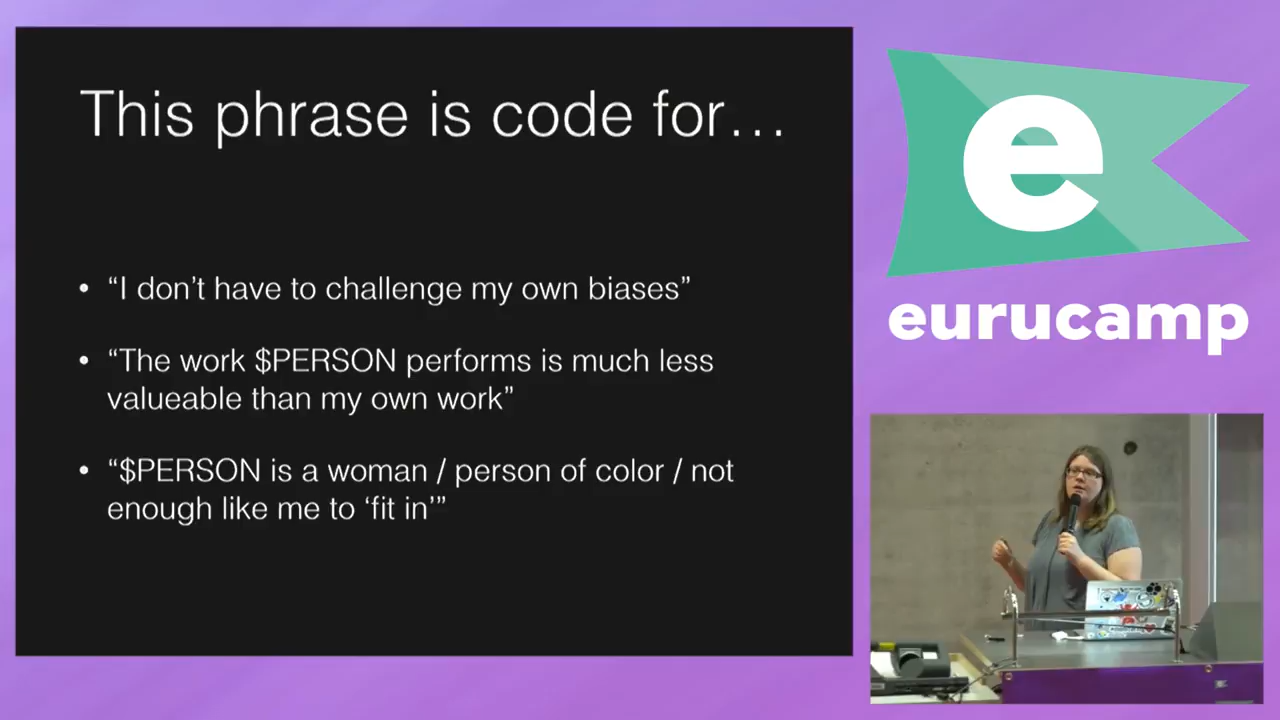 This phrase is code for…
• “I don’t have to challenge my own biases”
• “The work $PERSON performs is much less
valueable than my own work”
• “$PERSON is a woman / person of color / not
enough like me to ‘fit in’”
e
eurucamp